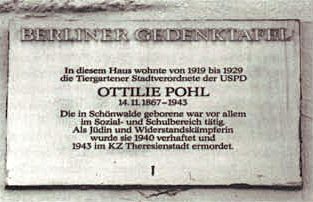 BERLINER GEDENKTAFEL
In diesem Haus wohnte von 1919 bis 1929
die Tiergartener Stadtverordnete der USPD
OTTILIE POHL
14.11.1867–1943
Die in Schönwalde geborene war vor allem
im Sozial- und Schulbereich tätig.
Als Jüdin und Widerstandskämpferin
wurde sie 1940 verhaftet und
1943 im KZ Theresienstadt ermordet.